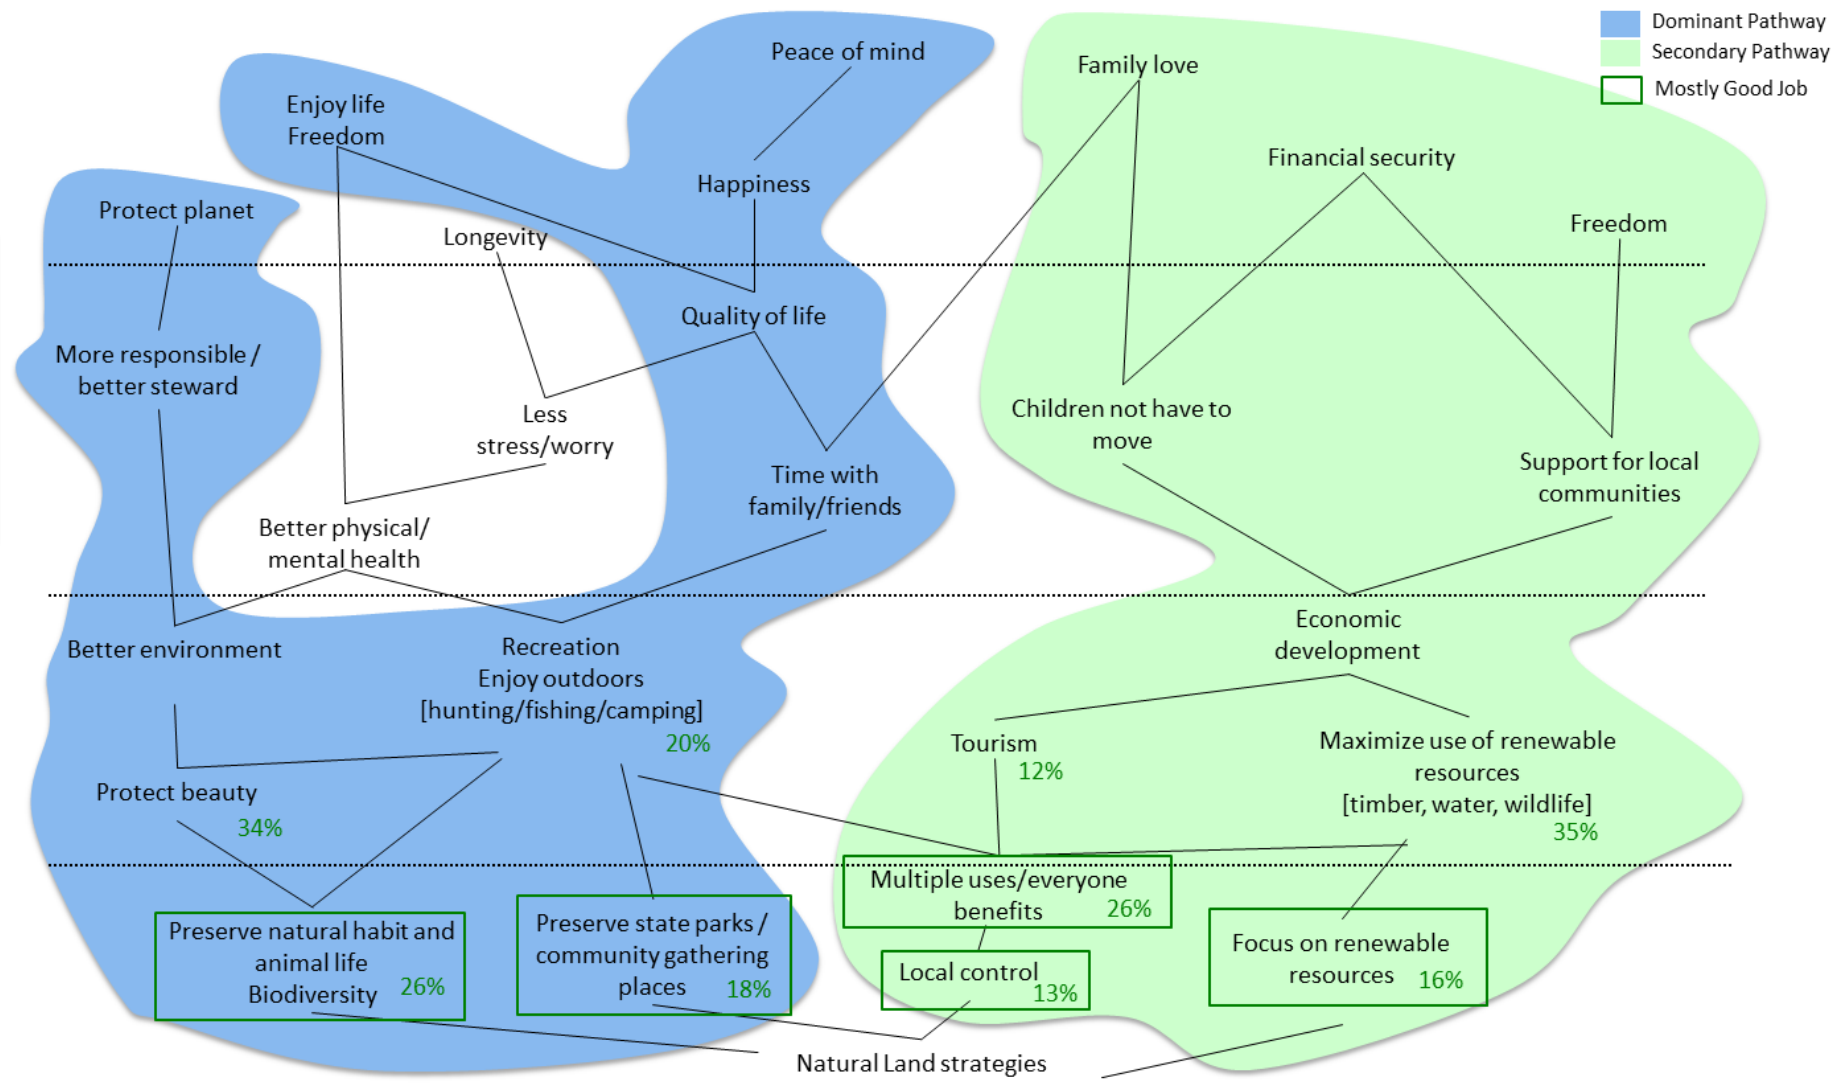 Dominant Pathway
Secondary Pathway
Mostly Good Job
Peace of mind
Family love
Enjoy life
Freedom
Financial security
Happiness
Protect planet
Freedom
Longevity
Quality of life
More responsible /
better steward
Less
stress/worry
Children not have to
move
Time with
family/friends
Support for local
communities
Better physical/
mental health
Better environment
Recreation
Enjoy outdoors
[hunting/fishing/camping]
20%
Economic
development
Tourism
12%
Maximize use of renewable
resources
[timber, water, wildlife]
35%
Protect beauty
34%
Multiple uses/everyone
benefits
26%
Preserve natural habit and
animal life
Biodiversity
26%
Preserve state parks /
community gathering
places
18%
Local control
13%
Focus on renewable
resources
16%
Natural Land strategies